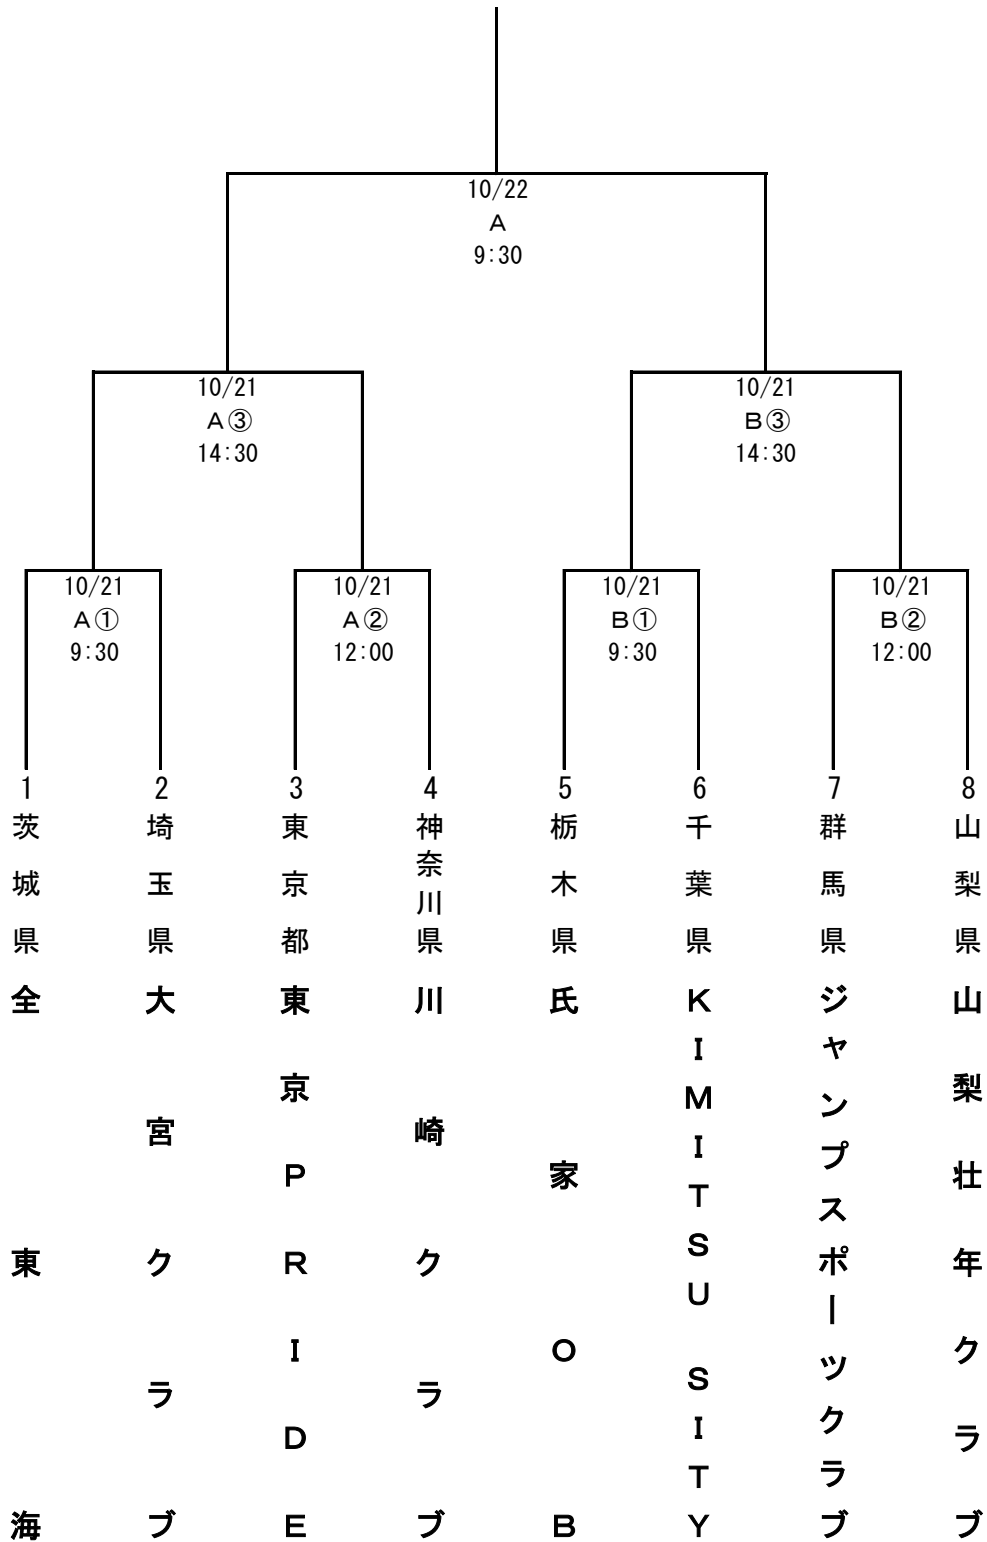 10/22
A
9:30
10/21
A③
14:30
10/21
B③
14:30
10/21
A①
9:30
10/21
A②
12:00
10/21
B①
9:30
10/21
B②
12:00
1
茨城県
全東海
2
埼玉県
大宮クラブ
3
東京都
東京PRIDE
4
神奈川県
川崎クラブ
5
栃木県
氏家OB
6
千葉県
KIMITSU SITY
7
群馬県
ジャンプスポーツクラブ
8
山梨県
山梨壮年クラブ